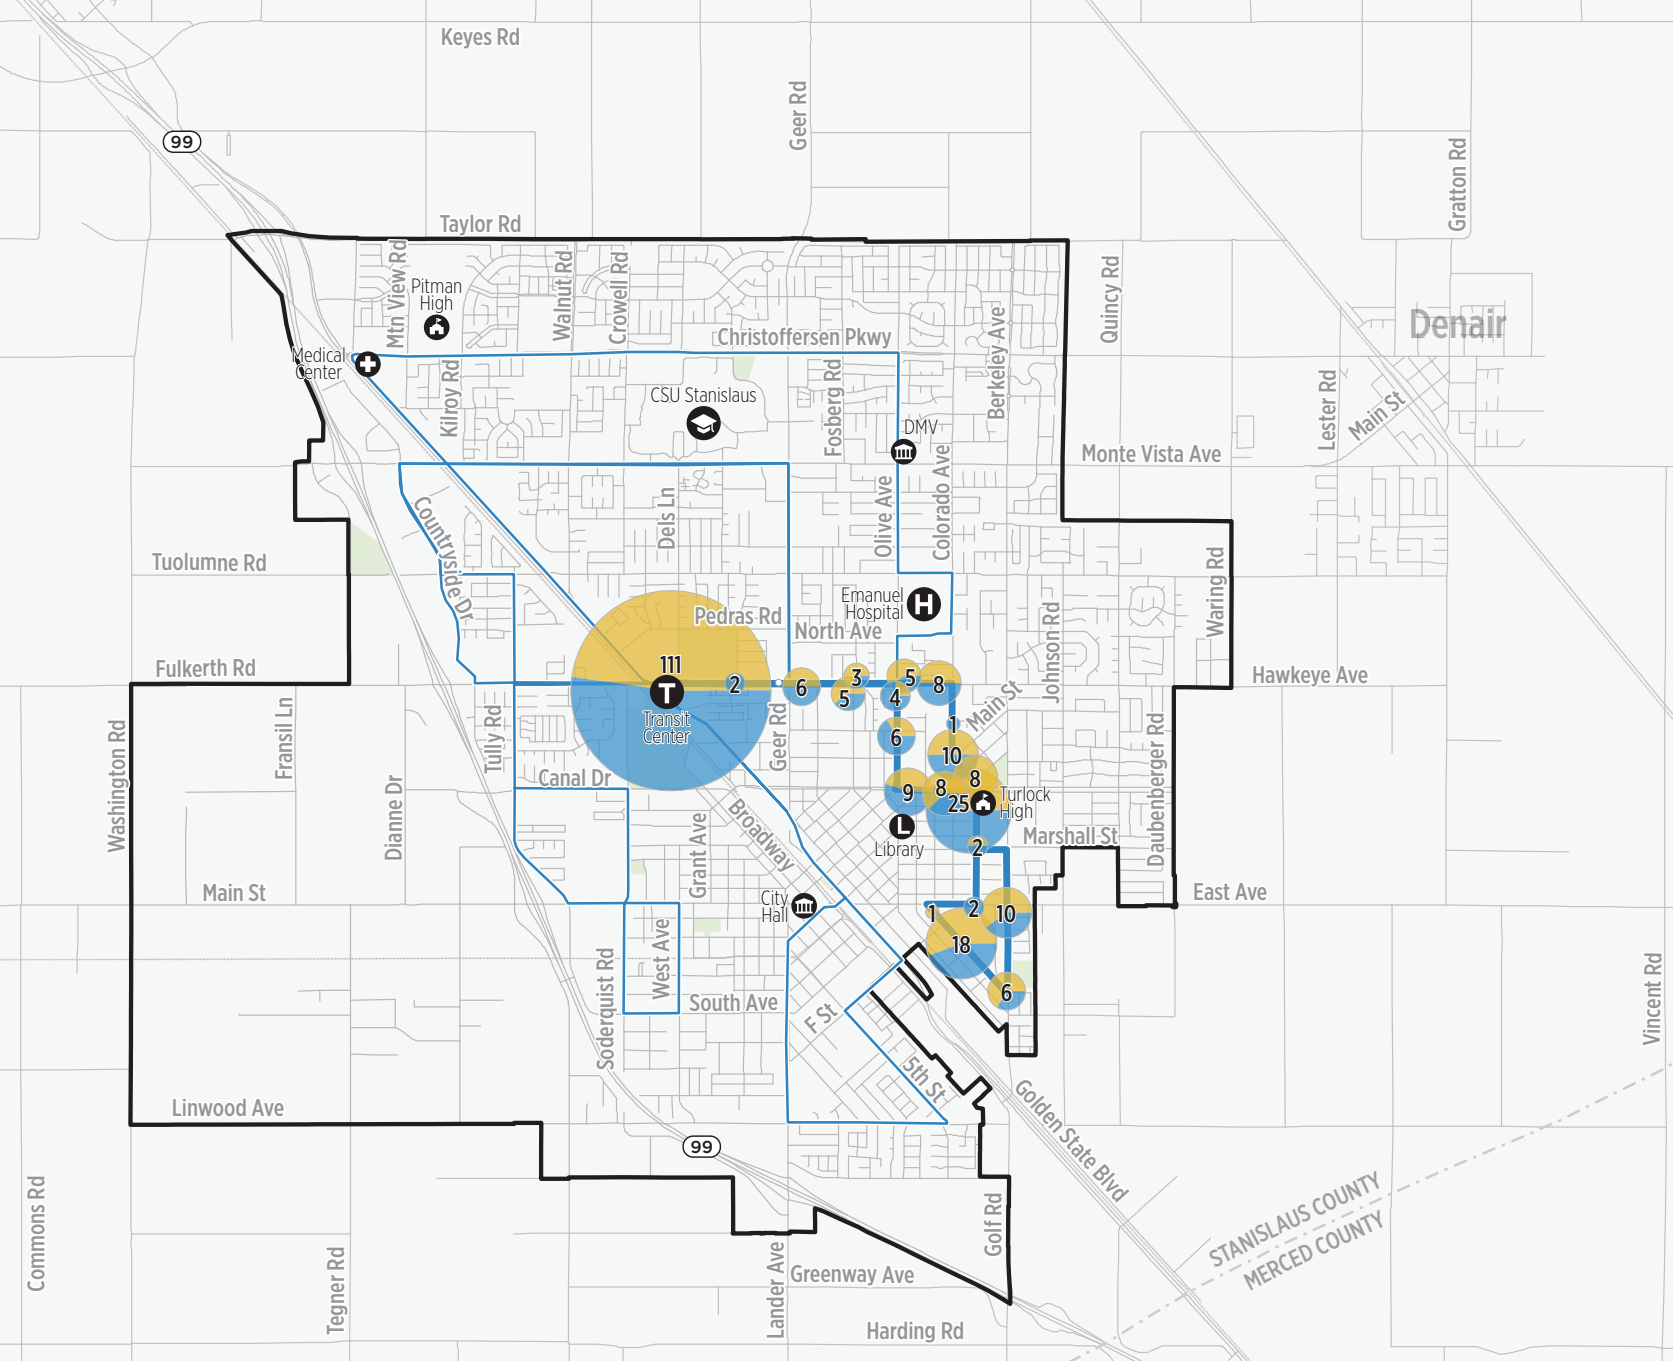 Keyes Rd
Geer Rd
99
Gratton Rd
Taylor Rd
Mtn View Rd
Pitman
High
Walnut Rd
Crowell Rd
Quincy Rd
Denair
Christoffersen Pkwy
Berkeley Ave
Medical
Center
Kilroy Rd
CSU Stanislaus
Fosberg Rd
Lester Rd
Main St
DMV
Monte Vista Ave
Colorado Ave
Olive Ave
Dels Ln
Countryside Dr
Tuolumne Rd
Waring Rd
Emanuel
Hospital
H
Pedras Rd
North Ave
Johnson Rd
Fulkerth Rd
111
2
6
3
5
5
4
8
Hawkeye Ave
T
Transit
Center
Main St
1
Fransil Ln
Washington Rd
Tully Rd
Geer Rd
6
10
Daubenberger Rd
Canal Dr
9
8
8
25
Turlock
High
Dianne Dr
Broadway
L
Library
Marshall St
2
Grant Ave
Main St
City
Hall
East Ave
1
2
10
18
West Ave
Soderquist Rd
South Ave
F St
6
Vincent Rd
5th St
Linwood Ave
Golden State Blvd
99
Commons Rd
Golf Rd
STANISLAUS COUNTY
MERCED COUNTY
Tegner Rd
Lander Ave
Greenway Ave
Harding Rd